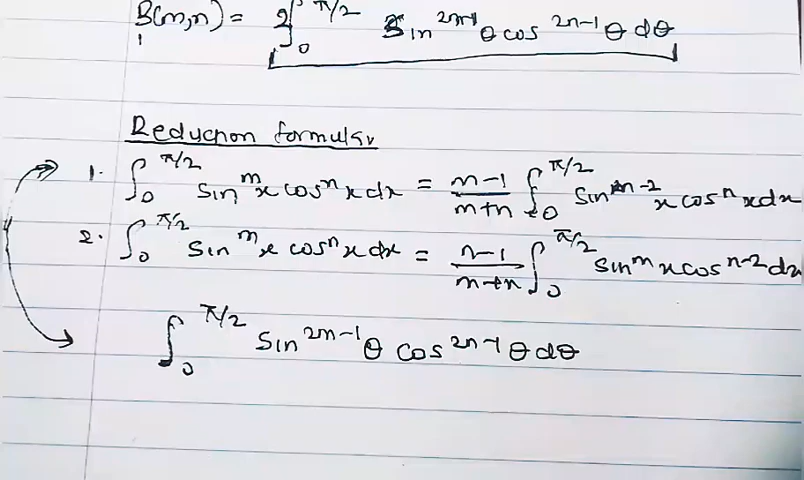 B(m,n) = 2∫₀^π/2 sin^2m-1 θ cos^2n-1 θ dθ
Reduction formulas
1. ∫₀^π/2 sin^m x cos^n x dx = m-1/m+n ∫₀^π/2 sin^m-2 x cos^n x dx
2. ∫₀^π/2 sin^m x cos^n x dx = n-1/m+n ∫₀^π/2 sin^m x cos^n-2 dx
∫₀^π/2 sin^2m-1 θ cos^2n-1 θ dθ